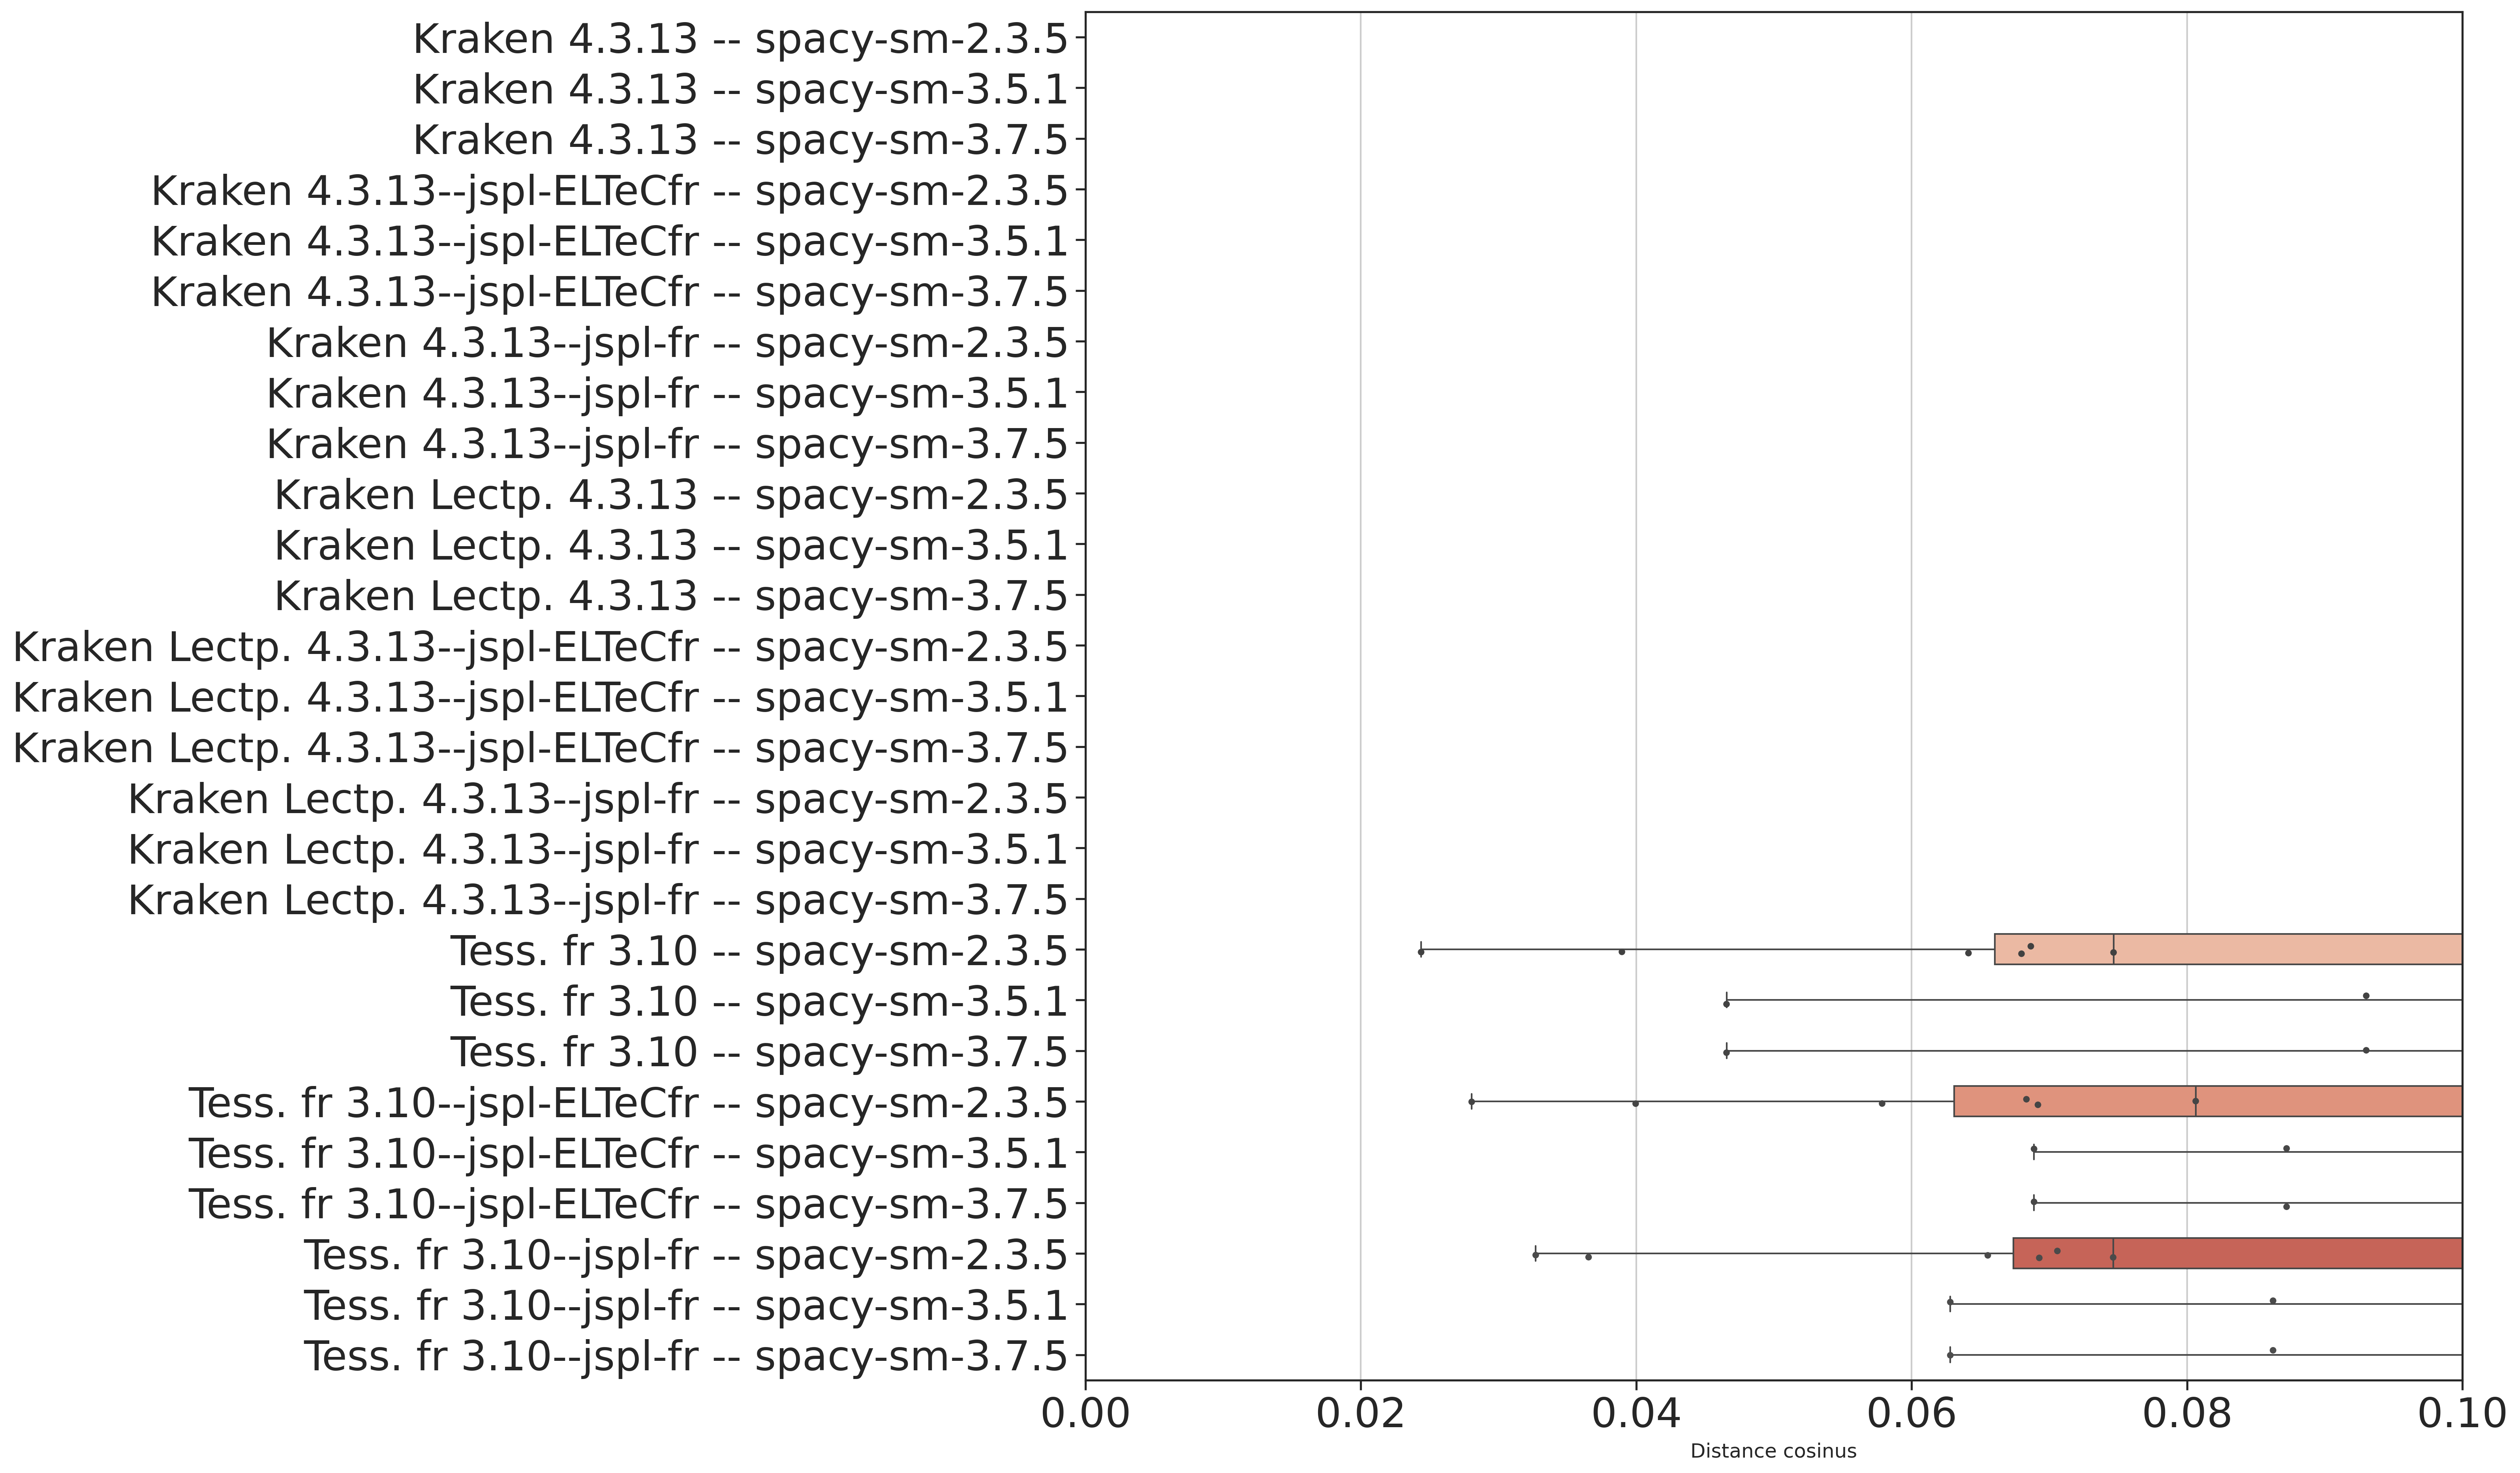 Kraken 4.3.13 -- spacy-sm-2.3.5
Kraken 4.3.13 -- spacy-sm-3.5.1
Kraken 4.3.13 -- spacy-sm-3.7.5
Kraken 4.3.13--jspl-ELTeCfr -- spacy-sm-2.3.5
Kraken 4.3.13--jspl-ELTeCfr -- spacy-sm-3.5.1
Kraken 4.3.13--jspl-ELTeCfr -- spacy-sm-3.7.5
Kraken 4.3.13--jspl-fr -- spacy-sm-2.3.5
Kraken 4.3.13--jspl-fr -- spacy-sm-3.5.1
Kraken 4.3.13--jspl-fr -- spacy-sm-3.7.5
Kraken Lectp. 4.3.13 -- spacy-sm-2.3.5
Kraken Lectp. 4.3.13 -- spacy-sm-3.5.1
Kraken Lectp. 4.3.13 -- spacy-sm-3.7.5
Kraken Lectp. 4.3.13--jspl-ELTeCfr -- spacy-sm-2.3.5
Kraken Lectp. 4.3.13--jspl-ELTeCfr -- spacy-sm-3.5.1
Kraken Lectp. 4.3.13--jspl-ELTeCfr -- spacy-sm-3.7.5
Kraken Lectp. 4.3.13--jspl-fr -- spacy-sm-2.3.5
Kraken Lectp. 4.3.13--jspl-fr -- spacy-sm-3.5.1
Kraken Lectp. 4.3.13--jspl-fr -- spacy-sm-3.7.5
Tess. fr 3.10 -- spacy-sm-2.3.5
Tess. fr 3.10 -- spacy-sm-3.5.1
Tess. fr 3.10 -- spacy-sm-3.7.5
Tess. fr 3.10--jspl-ELTeCfr -- spacy-sm-2.3.5
Tess. fr 3.10--jspl-ELTeCfr -- spacy-sm-3.5.1
Tess. fr 3.10--jspl-ELTeCfr -- spacy-sm-3.7.5
Tess. fr 3.10--jspl-fr -- spacy-sm-2.3.5
Tess. fr 3.10--jspl-fr -- spacy-sm-3.5.1
Tess. fr 3.10--jspl-fr -- spacy-sm-3.7.5
0.00 0.02 0.04 0.06 0.08 0.10
Distance cosinus